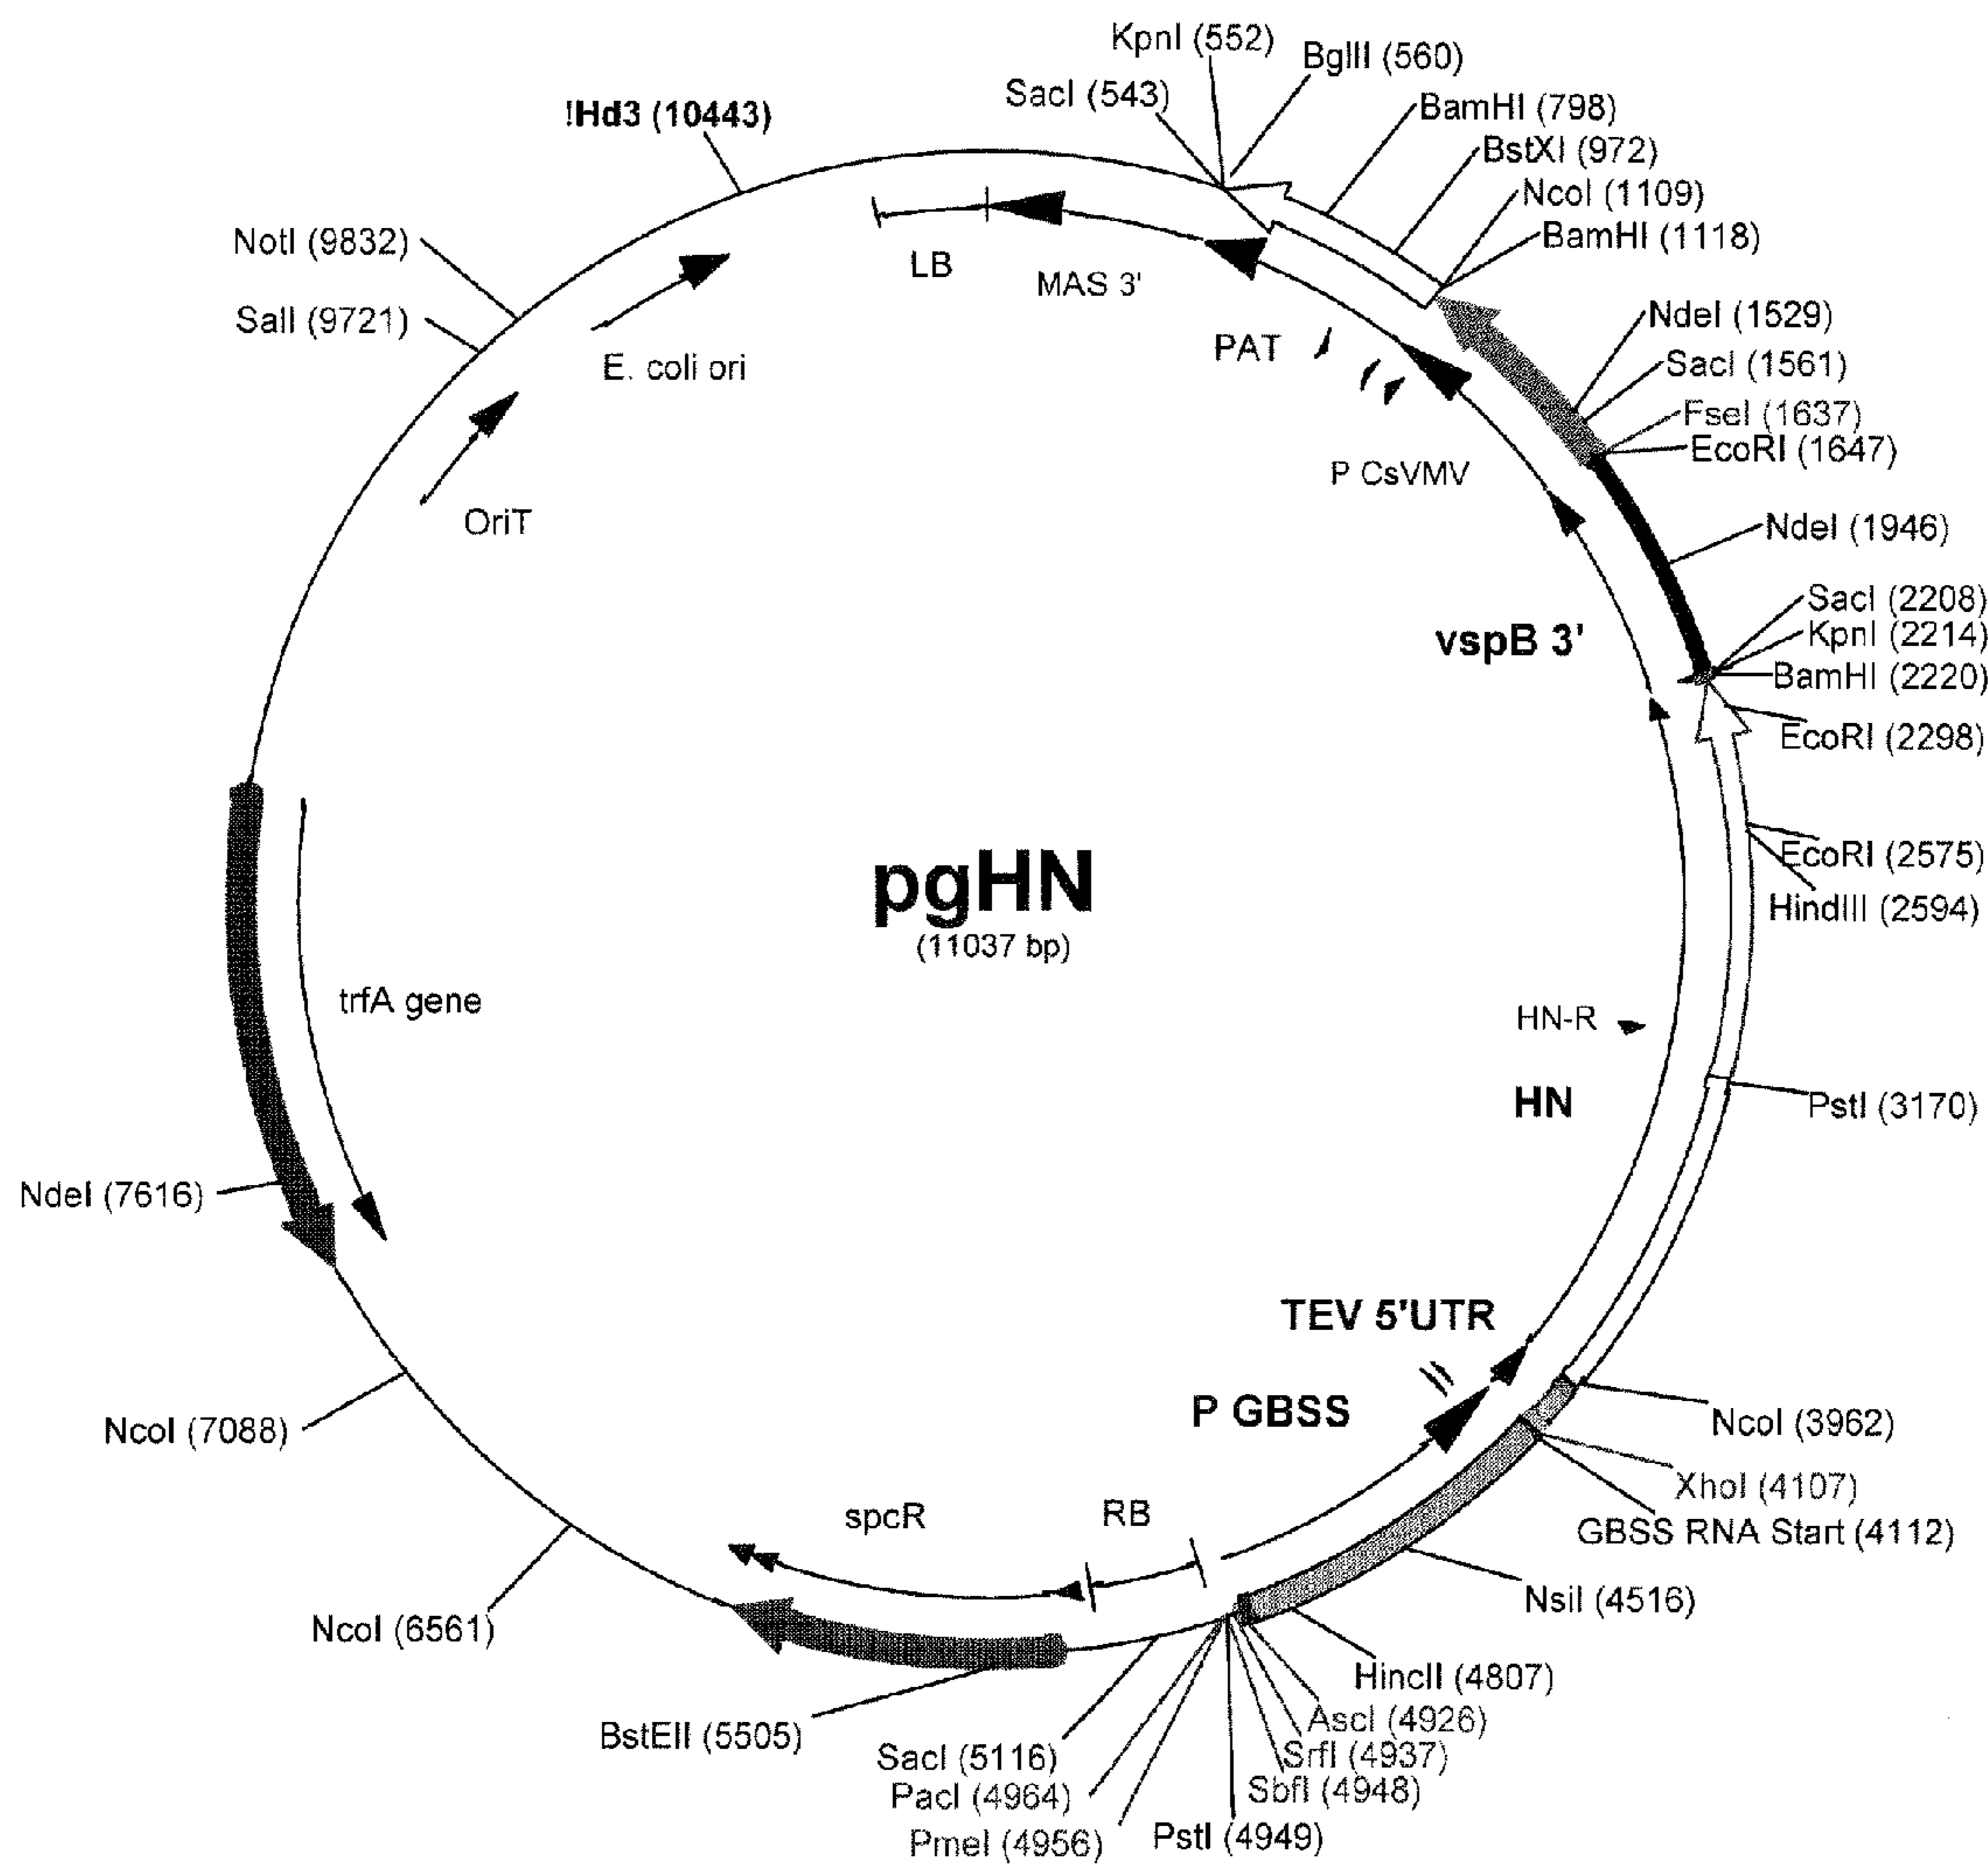 KpnI (552)
BglII (560)
SacI (543)
BamHI (798)
!Hd3 (10443)
BstXI (972)
NcoI (1109)
BamHI (1118)
NotI (9832)
LB
MAS 3'
SalI (9721)
NdeI (1529)
PAT
E. coli ori
SacI (1561)
FseI (1637)
EcoRI (1647)
P CsVMV
OriT
NdeI (1946)
SacI (2208)
vspB 3'
KpnI (2214)
BamHI (2220)
EcoRI (2298)
EcoRI (2575)
pgHN
HindIII (2594)
(11037 bp)
trfA gene
HN-R
HN
PstI (3170)
NdeI (7616)
TEV 5'UTR
P GBSS
NcoI (3962)
NcoI (7088)
XhoI (4107)
spcR
RB
GBSS RNA Start (4112)
NsiI (4516)
NcoI (6561)
HincII (4807)
AscI (4926)
BstEII (5505)
SrfI (4937)
SacI (5116)
SbfI (4948)
PacI (4964)
PstI (4949)
PmeI (4956)